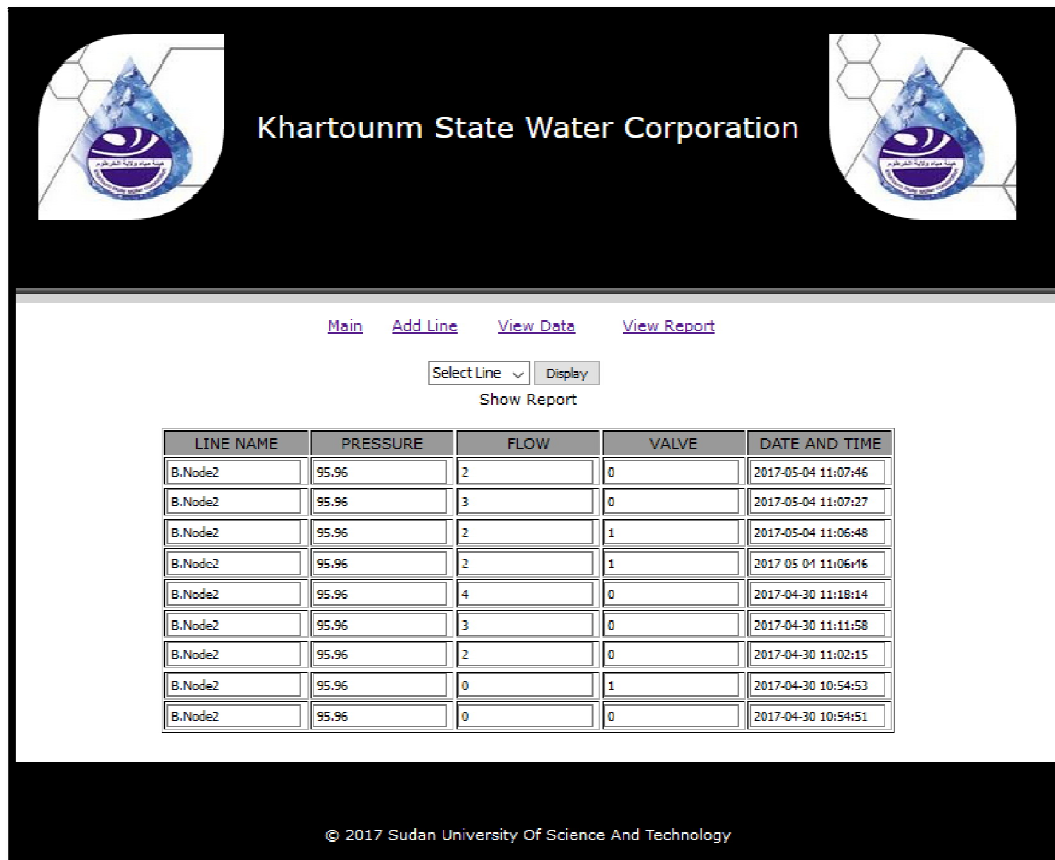 Khartounm State Water Corporation
Main Add Line View Data View Report
Select Line Display
Show Report
LINE NAME PRESSURE FLOW VALVE DATE AND TIME
B.Node2 95.96 2 0 2017-05-04 11:07:46
B.Node2 95.96 3 0 2017-05-04 11:07:27
B.Node2 95.96 2 1 2017-05-04 11:06:48
B.Node2 95.96 2 1 2017-05-04 11:06:46
B.Node2 95.96 4 0 2017-04-30 11:18:14
B.Node2 95.96 3 0 2017-04-30 11:11:58
B.Node2 95.96 2 0 2017-04-30 11:02:15
B.Node2 95.96 0 1 2017-04-30 10:54:53
B.Node2 95.96 0 0 2017-04-30 10:54:51
© 2017 Sudan University Of Science And Technology